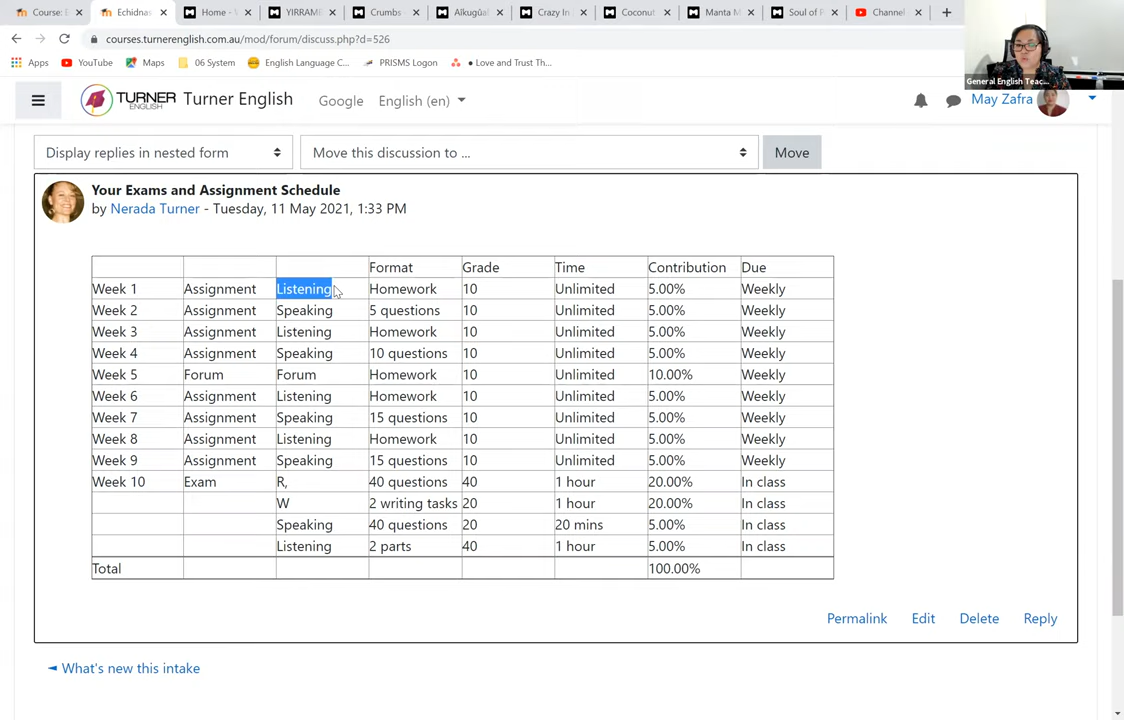 Course: E
Echidnas
Home -
YIRRAME
Crumbs -
Crazy In
Coconut
Manta M
Soul of
Channel
courses.turnerenglish.com.au/mod/forum/discuss.php?d=526
Apps YouTube Maps 06 System English Language C... PRISMS Logon • Love and Trust Th...
General English Teac...
TURNER ENGLISH Turner English Google English (en) May Zafra
Display replies in nested form Move this discussion to ... Move
Your Exams and Assignment Schedule
by Nerada Turner - Tuesday, 11 May 2021, 1:33 PM
Format Grade Time Contribution Due
Week 1 Assignment Listening Homework 10 Unlimited 5.00% Weekly
Week 2 Assignment Speaking 5 questions 10 Unlimited 5.00% Weekly
Week 3 Assignment Listening Homework 10 Unlimited 5.00% Weekly
Week 4 Assignment Speaking 10 questions 10 Unlimited 5.00% Weekly
Week 5 Forum Forum Homework 10 Unlimited 10.00% Weekly
Week 6 Assignment Listening Homework 10 Unlimited 5.00% Weekly
Week 7 Assignment Speaking 15 questions 10 Unlimited 5.00% Weekly
Week 8 Assignment Listening Homework 10 Unlimited 5.00% Weekly
Week 9 Assignment Speaking 15 questions 10 Unlimited 5.00% Weekly
Week 10 Exam R, 40 questions 40 1 hour 20.00% In class
W 2 writing tasks 20 1 hour 20.00% In class
Speaking 40 questions 20 20 mins 5.00% In class
Listening 2 parts 40 1 hour 5.00% In class
Total 100.00%
Permalink Edit Delete Reply
◄ What's new this intake